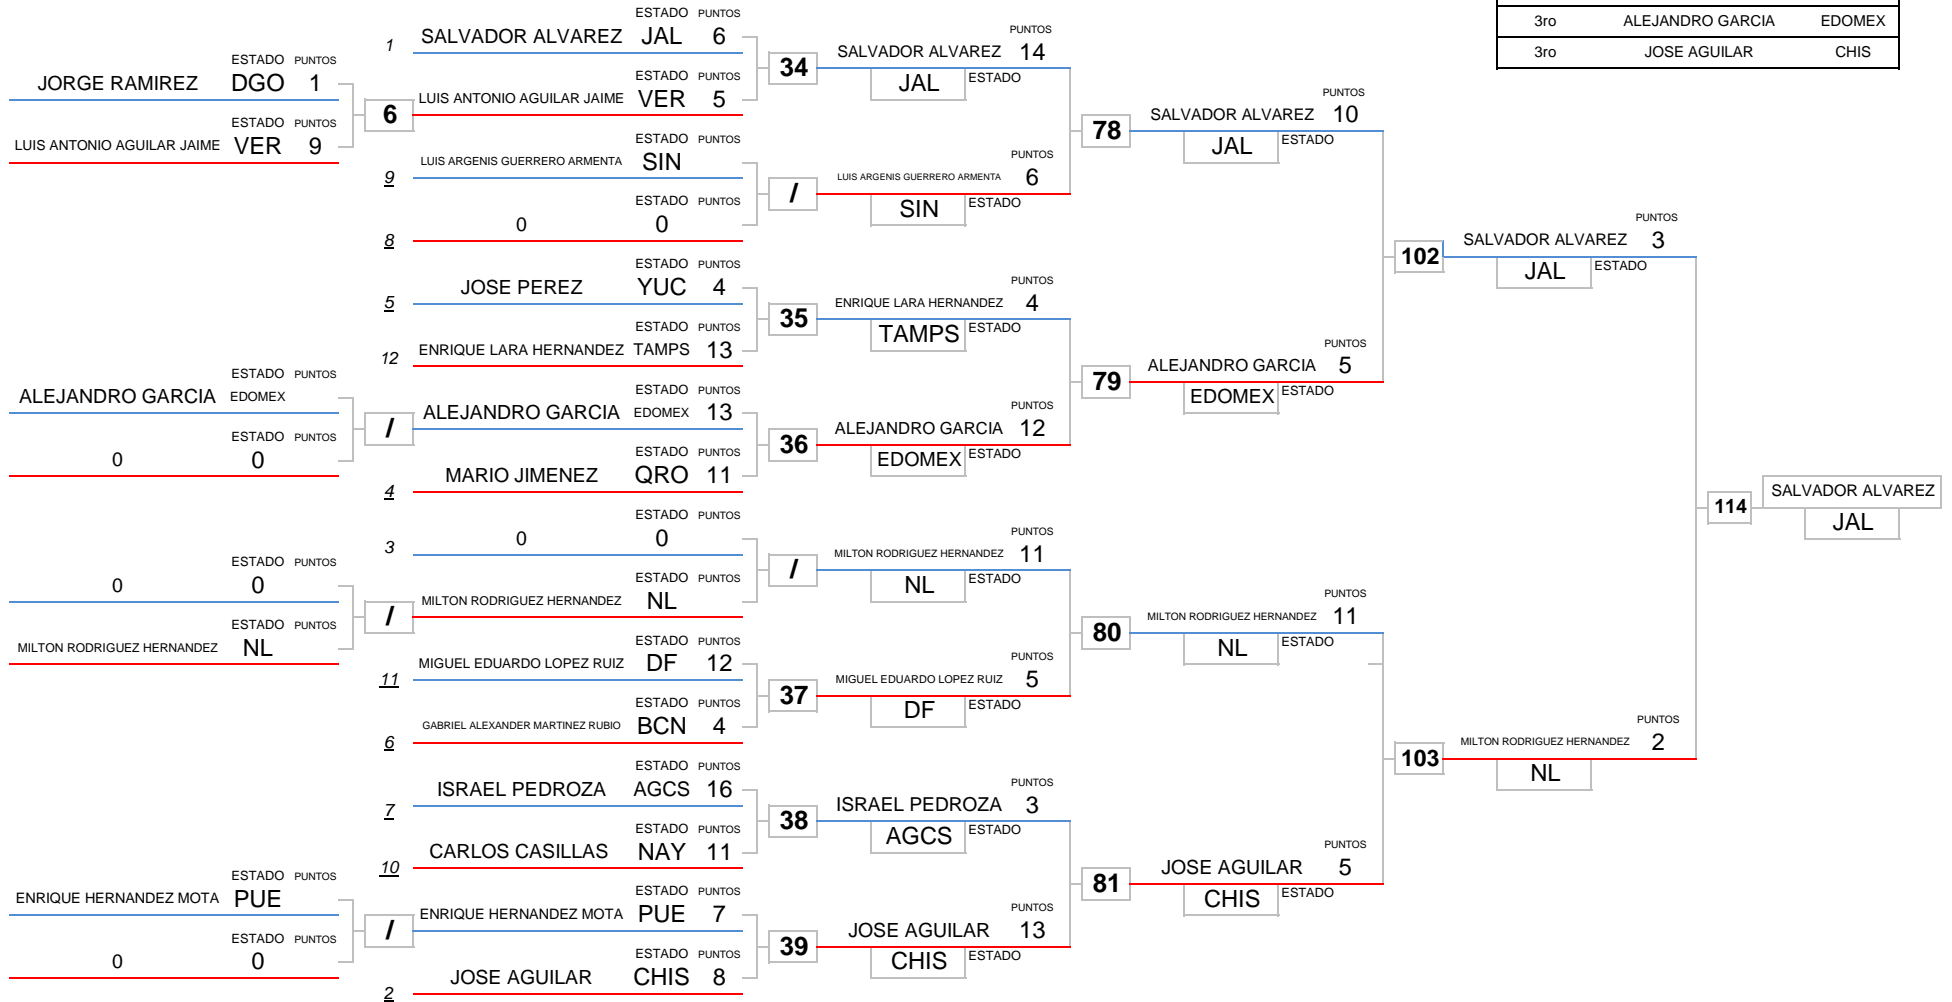 3ro ALEJANDRO GARCIA EDOMEX
3ro JOSE AGUILAR CHIS
ESTADO PUNTOS
JORGE RAMIREZ DGO 1
ESTADO PUNTOS
LUIS ANTONIO AGUILAR JAIME VER 9
6
ESTADO PUNTOS
ALEJANDRO GARCIA EDOMEX
ESTADO PUNTOS
0 0
/
ESTADO PUNTOS
0 0
ESTADO PUNTOS
MILTON RODRIGUEZ HERNANDEZ NL
/
ESTADO PUNTOS
ENRIQUE HERNANDEZ MOTA PUE
ESTADO PUNTOS
0 0
/
ESTADO PUNTOS
1 SALVADOR ALVAREZ JAL 6
ESTADO PUNTOS
LUIS ANTONIO AGUILAR JAIME VER 5
34
ESTADO PUNTOS
9 LUIS ARGENIS GUERRERO ARMENTA SIN
ESTADO PUNTOS
8 0 0
/
ESTADO PUNTOS
5 JOSE PEREZ YUC 4
ESTADO PUNTOS
12 ENRIQUE LARA HERNANDEZ TAMPS 13
35
ESTADO PUNTOS
ALEJANDRO GARCIA EDOMEX 13
ESTADO PUNTOS
4 MARIO JIMENEZ QRO 11
36
ESTADO PUNTOS
3 0 0
ESTADO PUNTOS
MILTON RODRIGUEZ HERNANDEZ NL
/
ESTADO PUNTOS
11 MIGUEL EDUARDO LOPEZ RUIZ DF 12
ESTADO PUNTOS
6 GABRIEL ALEXANDER MARTINEZ RUBIO BCN 4
37
ESTADO PUNTOS
7 ISRAEL PEDROZA AGCS 16
ESTADO PUNTOS
10 CARLOS CASILLAS NAY 11
38
ESTADO PUNTOS
ENRIQUE HERNANDEZ MOTA PUE 7
ESTADO PUNTOS
2 JOSE AGUILAR CHIS 8
39
PUNTOS
SALVADOR ALVAREZ 14
JAL ESTADO
PUNTOS
LUIS ARGENIS GUERRERO ARMENTA 6
SIN ESTADO
78
PUNTOS
ENRIQUE LARA HERNANDEZ 4
TAMPS ESTADO
PUNTOS
ALEJANDRO GARCIA 12
EDOMEX ESTADO
79
PUNTOS
MILTON RODRIGUEZ HERNANDEZ 11
NL ESTADO
PUNTOS
MIGUEL EDUARDO LOPEZ RUIZ 5
DF ESTADO
80
PUNTOS
ISRAEL PEDROZA 3
AGCS ESTADO
PUNTOS
JOSE AGUILAR 13
CHIS ESTADO
81
PUNTOS
SALVADOR ALVAREZ 10
JAL ESTADO
PUNTOS
ALEJANDRO GARCIA 5
EDOMEX ESTADO
102
PUNTOS
MILTON RODRIGUEZ HERNANDEZ 11
NL ESTADO
PUNTOS
JOSE AGUILAR 5
CHIS ESTADO
103
PUNTOS
SALVADOR ALVAREZ 3
JAL ESTADO
PUNTOS
MILTON RODRIGUEZ HERNANDEZ 2
NL
114
SALVADOR ALVAREZ
JAL